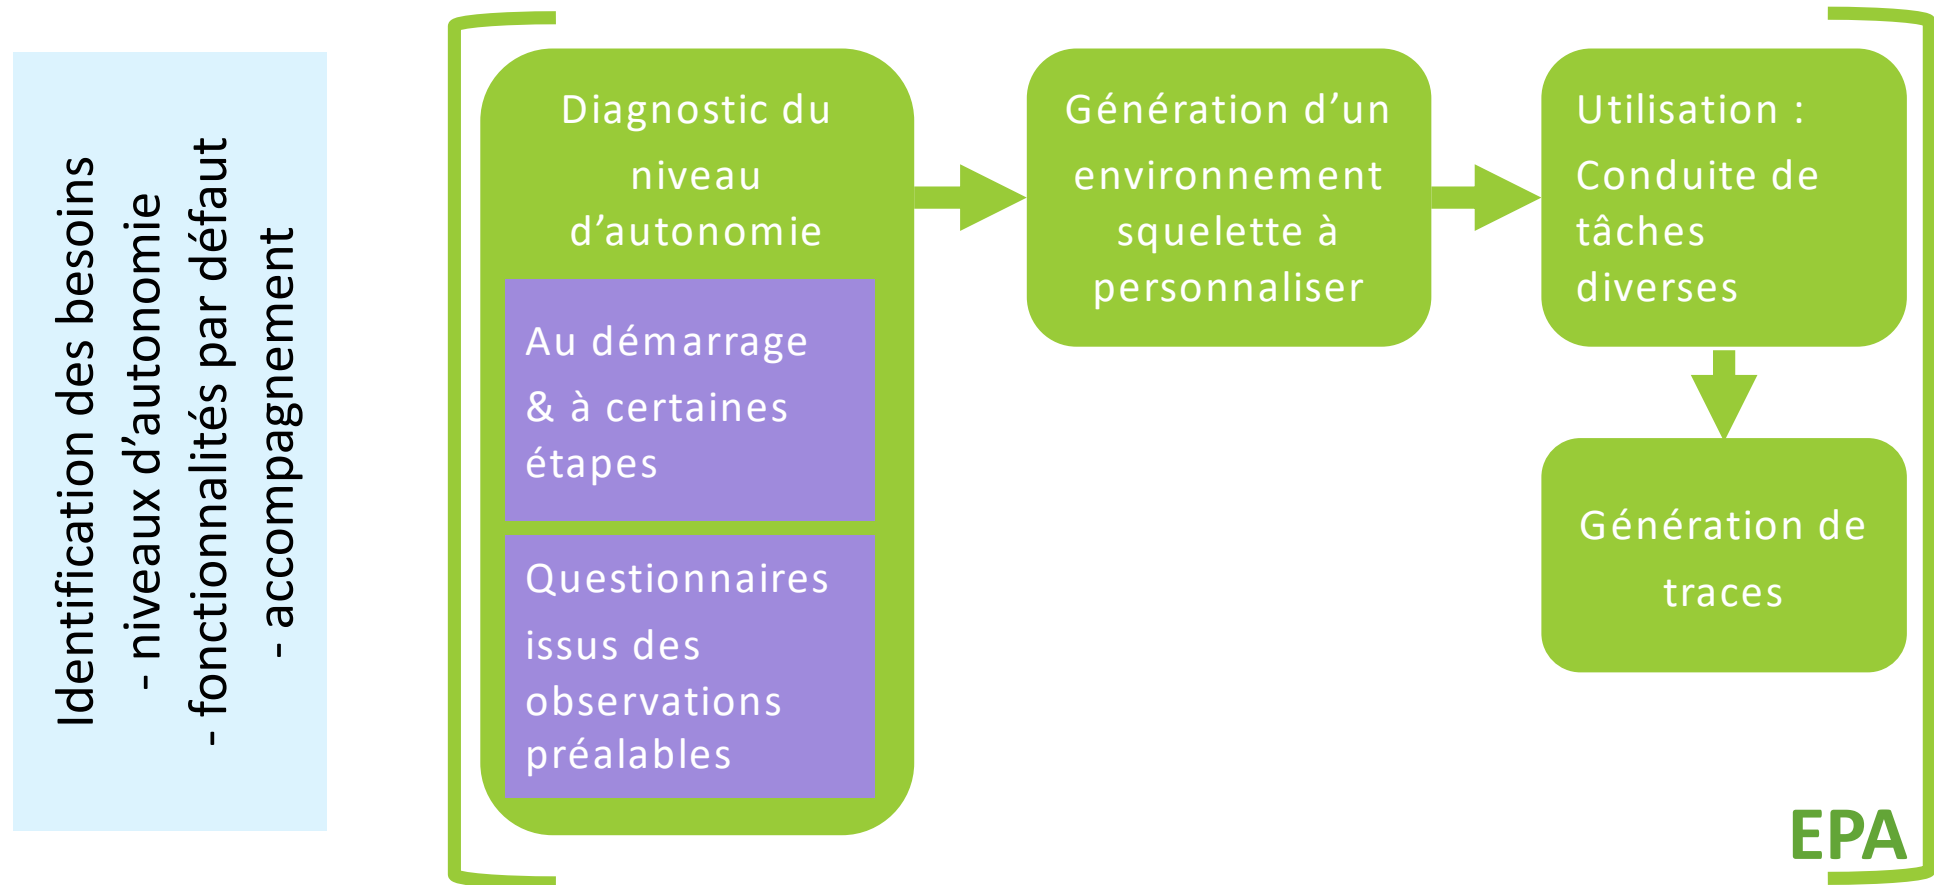 Identification des besoins
- niveaux d’autonomie
- fonctionnalités par défaut
- accompagnement
Diagnostic du
niveau
d’autonomie
Au démarrage
& à certaines
étapes
Questionnaires
issus des
observations
préalables
Génération d’un
environnement
squelette à
personnaliser
Utilisation :
Conduite de
tâches
diverses
Génération de
traces
EPA